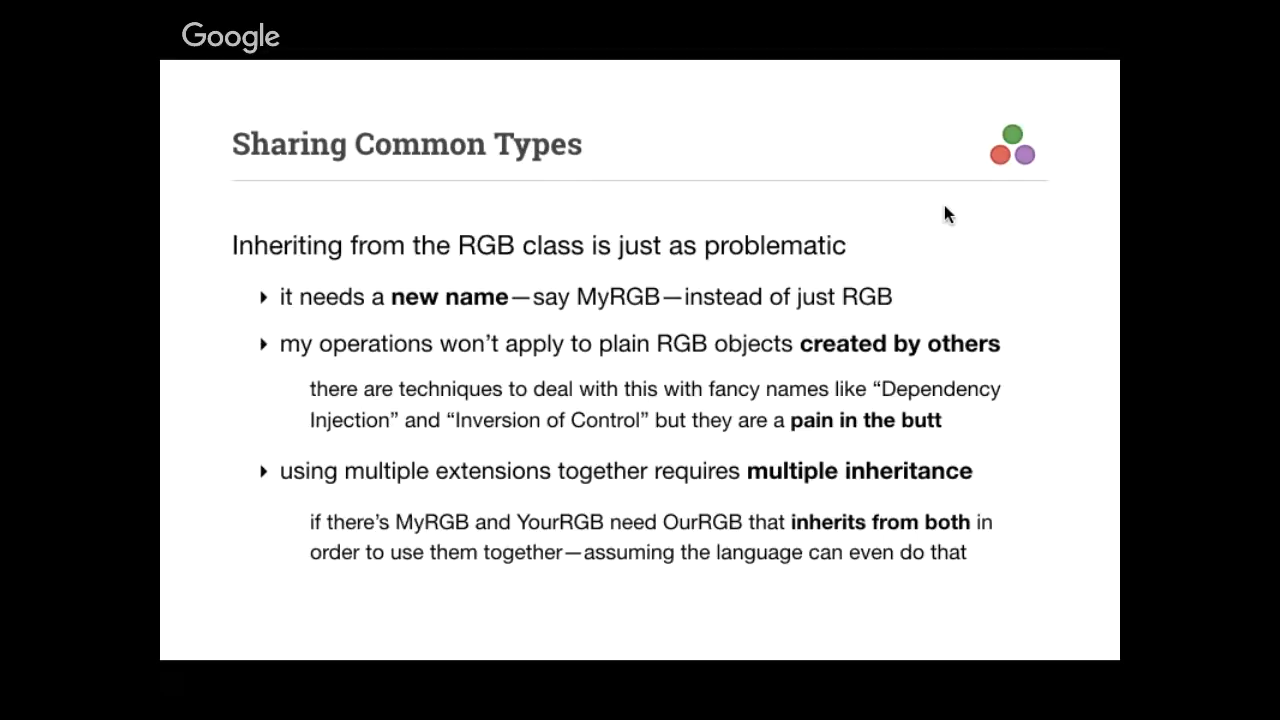 Google
Sharing Common Types
Inheriting from the RGB class is just as problematic
‣ it needs a new name—say MyRGB—instead of just RGB
‣ my operations won’t apply to plain RGB objects created by others
there are techniques to deal with this with fancy names like “Dependency
Injection” and “Inversion of Control” but they are a pain in the butt
‣ using multiple extensions together requires multiple inheritance
if there’s MyRGB and YourRGB need OurRGB that inherits from both in
order to use them together—assuming the language can even do that